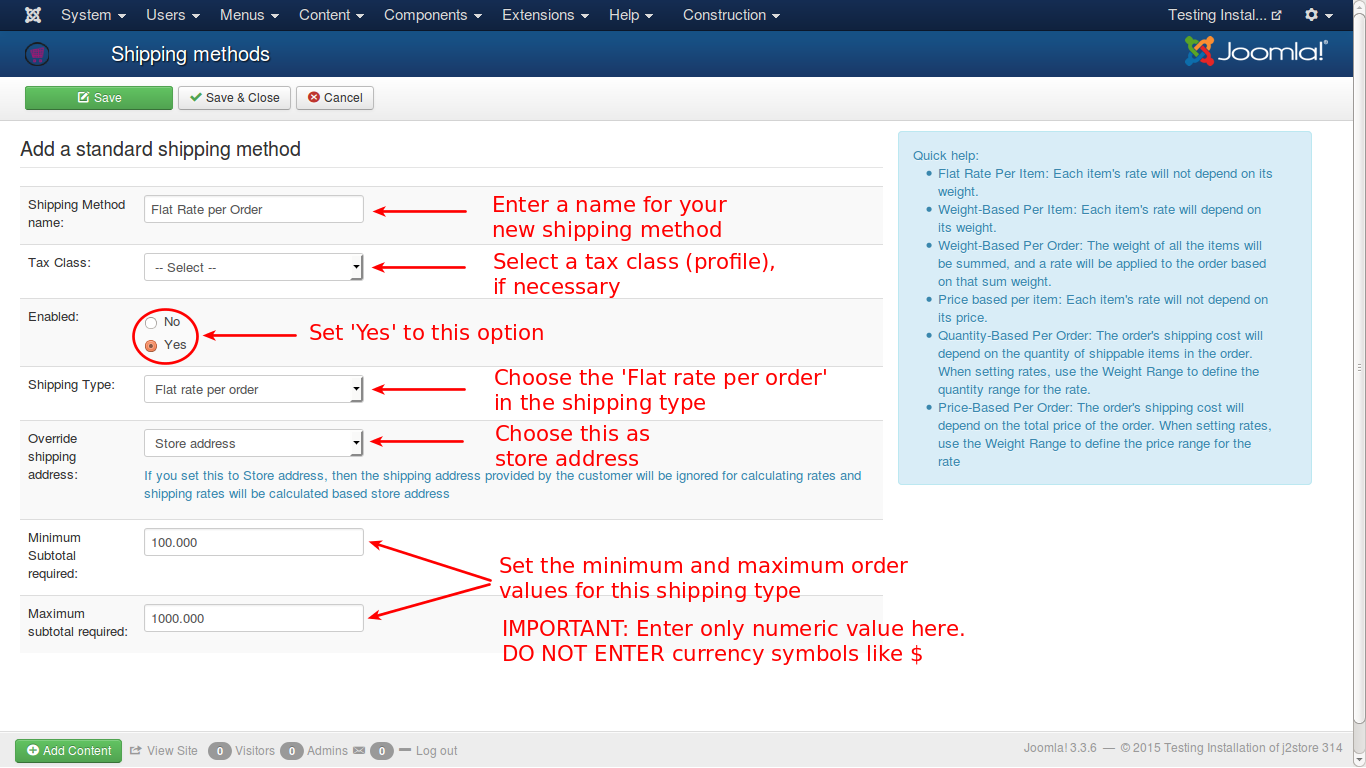 System Users Menus Content Components Extensions Help Construction Testing Instal...
Shipping methods
Joomla!®
Save Save & Close Cancel
Add a standard shipping method
Shipping Method
name:
Flat Rate per Order
Enter a name for your
new shipping method
Tax Class:
-- Select --
Select a tax class (profile),
if necessary
Enabled:
No
Yes
Set 'Yes' to this option
Shipping Type:
Flat rate per order
Choose the 'Flat rate per order'
in the shipping type
Override
shipping
address:
Store address
Choose this as
store address
If you set this to Store address, then the shipping address provided by the customer will be ignored for calculating rates and
shipping rates will be calculated based store address
Minimum
Subtotal
required:
100.000
Set the minimum and maximum order
values for this shipping type
Maximum
subtotal required:
1000.000
IMPORTANT: Enter only numeric value here.
DO NOT ENTER currency symbols like $
Quick help:
Flat Rate Per Item: Each item's rate will not depend on its
weight.
Weight-Based Per Item: Each item's rate will depend on
its weight.
Weight-Based Per Order: The weight of all the items will
be summed, and a rate will be applied to the order based
on that sum weight.
Price based per item: Each item's rate will not depend on
its price.
Quantity-Based Per Order: The order's shipping cost will
depend on the quantity of shippable items in the order.
When setting rates, use the Weight Range to define the
quantity range for the rate.
Price-Based Per Order: The order's shipping cost will
depend on the total price of the order. When setting rates,
use the Weight Range to define the price range for the
rate
Add Content View Site 0 Visitors 0 Admins 0 Log out
Joomla! 3.3.6 — © 2015 Testing Installation of j2store 314